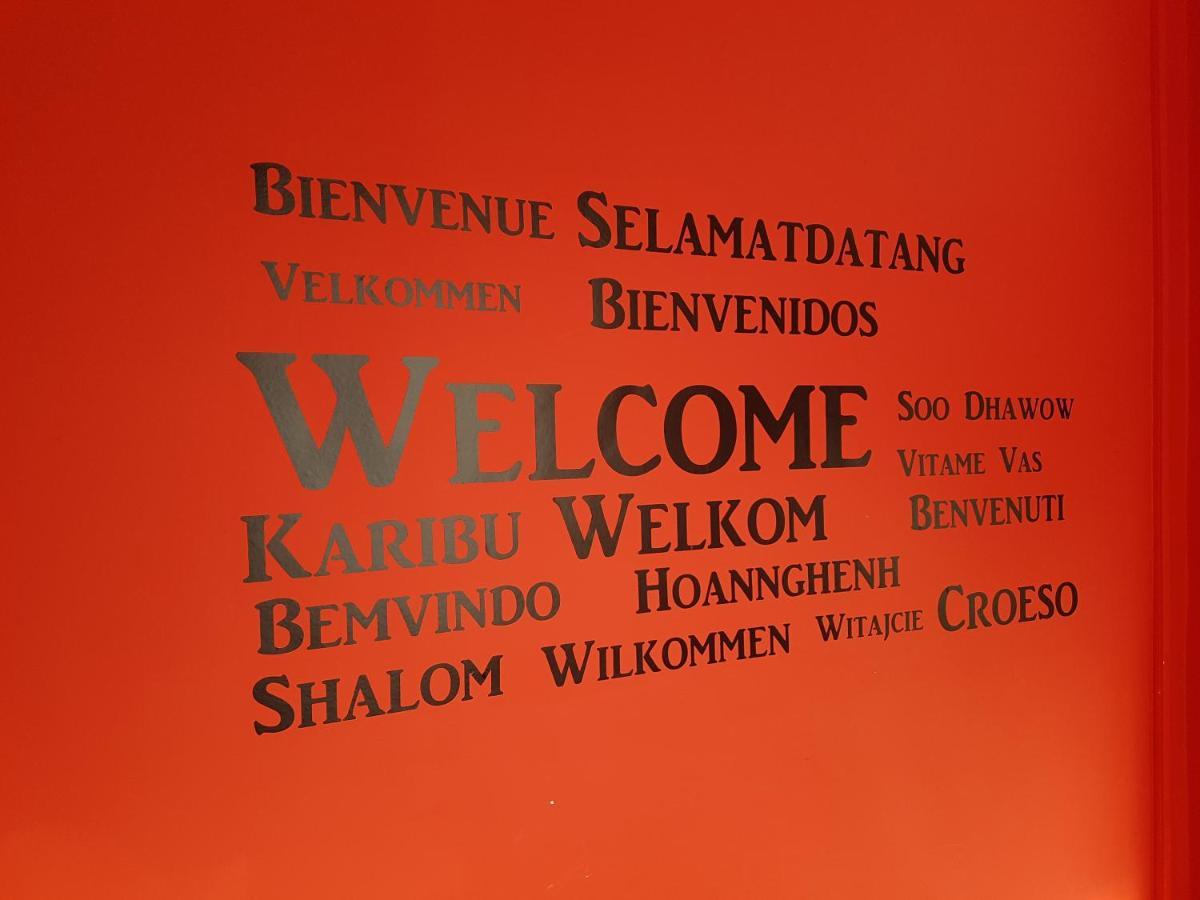 Bienvenue Selamatdatang
Velkommen Bienvenidos
Welcome
Soo Dhawow
Vitame Vas
Karibu Welkom Benvenuti
Bemvindo Hoannghenh
Shalom Wilkommen Witajcie Croeso